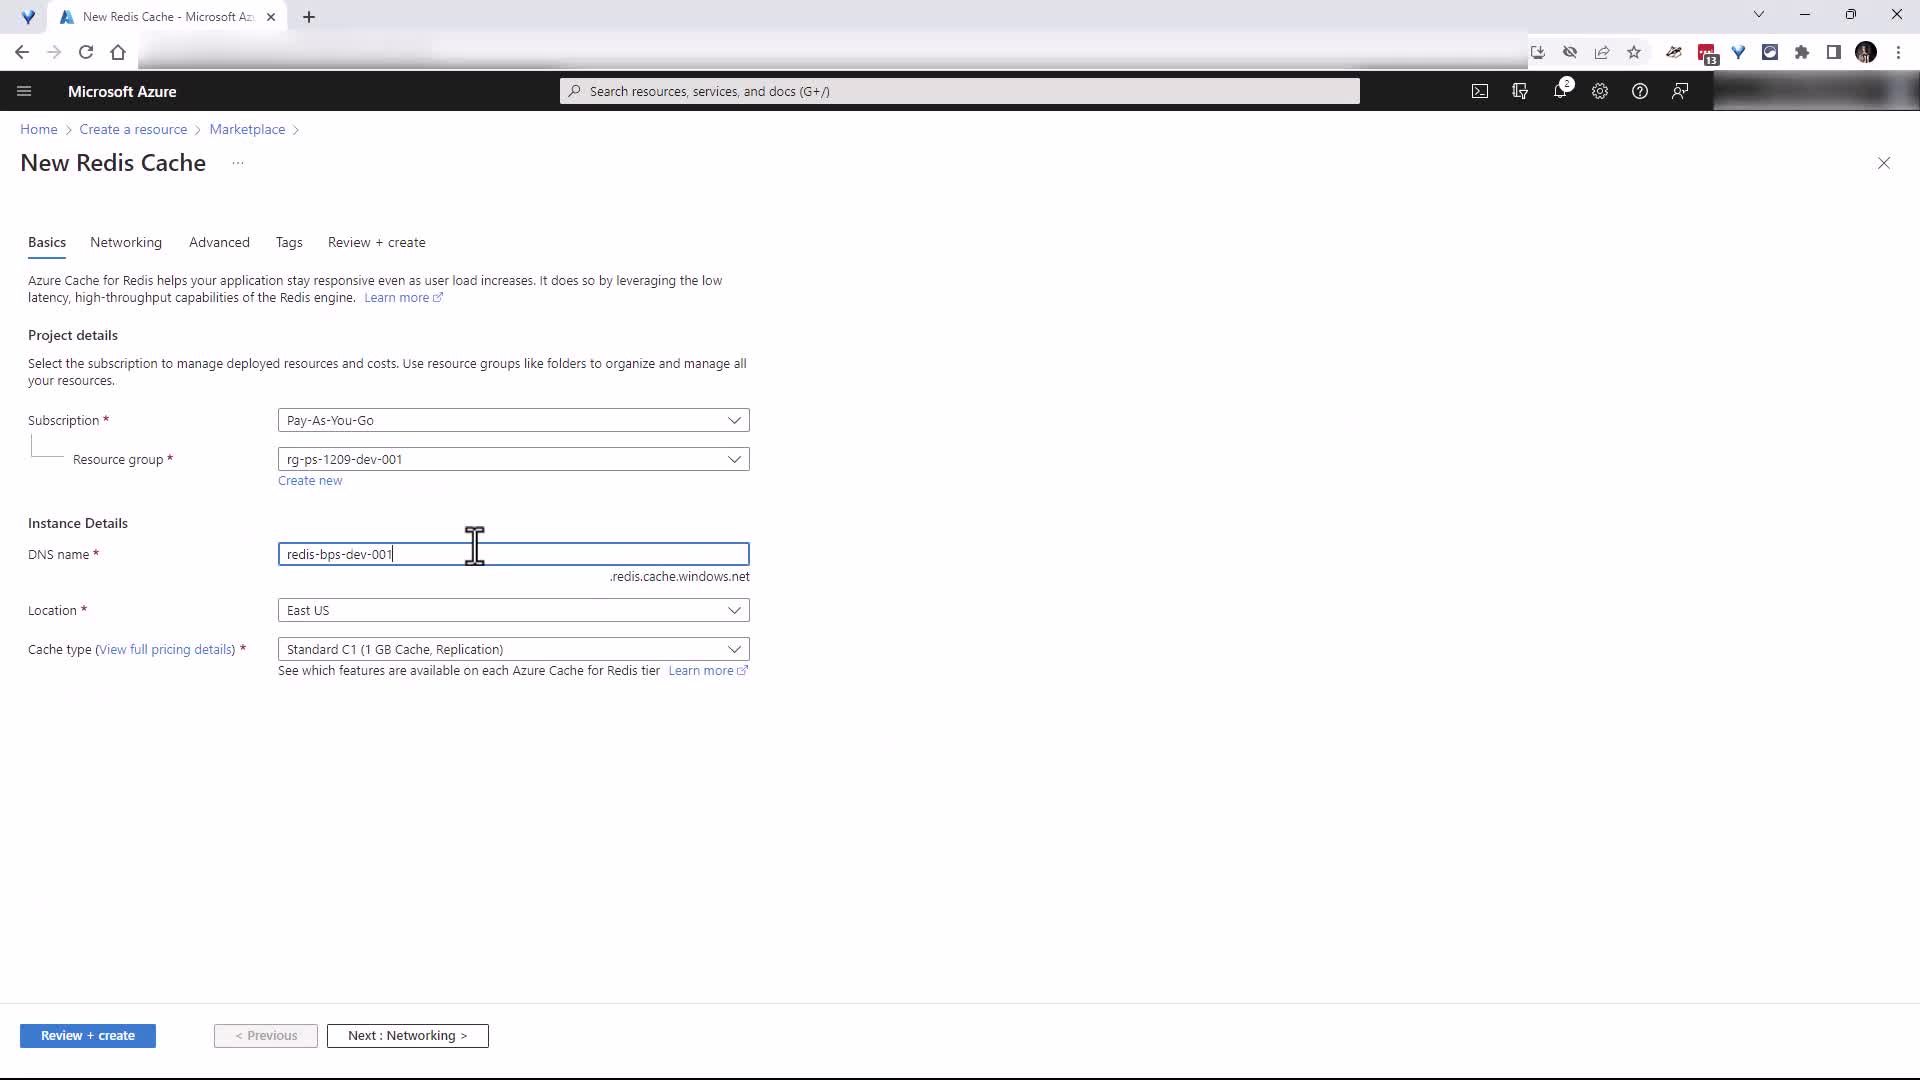 New Redis Cache - Microsoft Az
13
Microsoft Azure
Search resources, services, and docs (G+/)
2
Home > Create a resource > Marketplace >
New Redis Cache ...
Basics Networking Advanced Tags Review + create
Azure Cache for Redis helps your application stay responsive even as user load increases. It does so by leveraging the low
latency, high-throughput capabilities of the Redis engine. Learn more
Project details
Select the subscription to manage deployed resources and costs. Use resource groups like folders to organize and manage all
your resources.
Subscription * Pay-As-You-Go
Resource group * rg-ps-1209-dev-001
Create new
Instance Details
DNS name * redis-bps-dev-001
.redis.cache.windows.net
Location * East US
Cache type (View full pricing details) * Standard C1 (1 GB Cache, Replication)
See which features are available on each Azure Cache for Redis tier Learn more
Review + create < Previous Next : Networking >